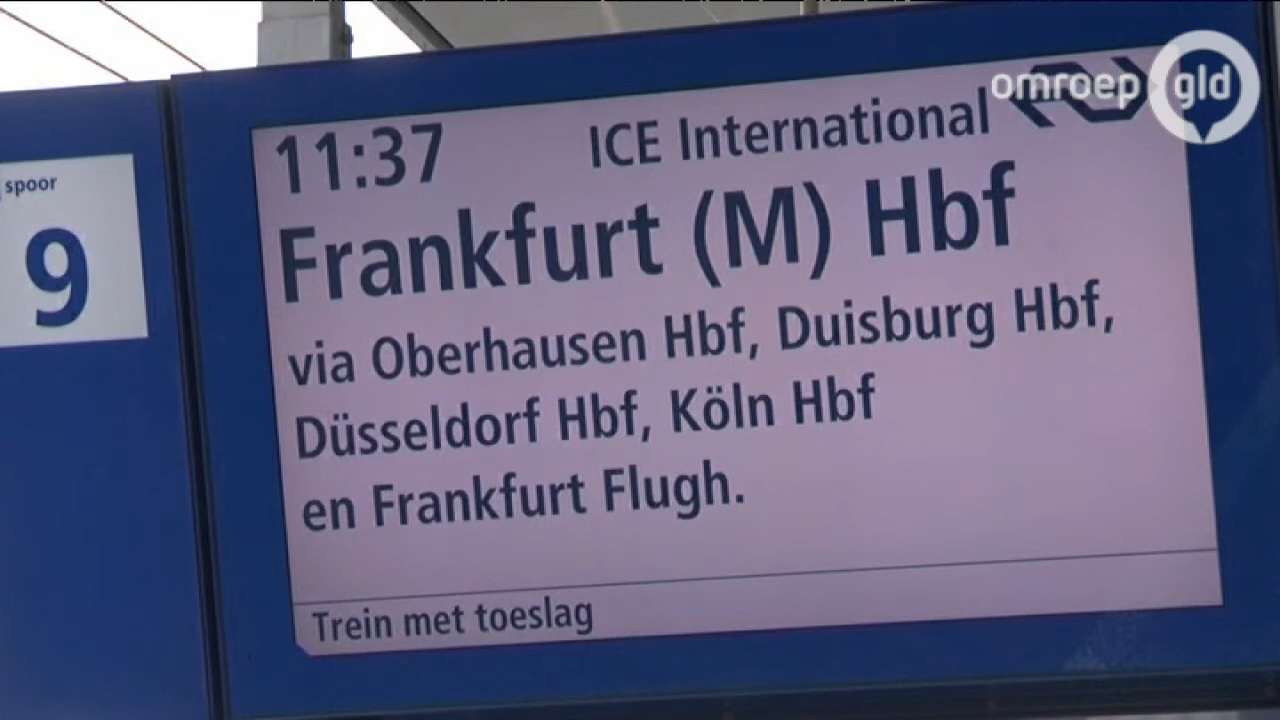 omroep gld
spoor
9
11:37
ICE International
Frankfurt (M) Hbf
via Oberhausen Hbf, Duisburg Hbf,
Düsseldorf Hbf, Köln Hbf
en Frankfurt Flugh.
Trein met toeslag